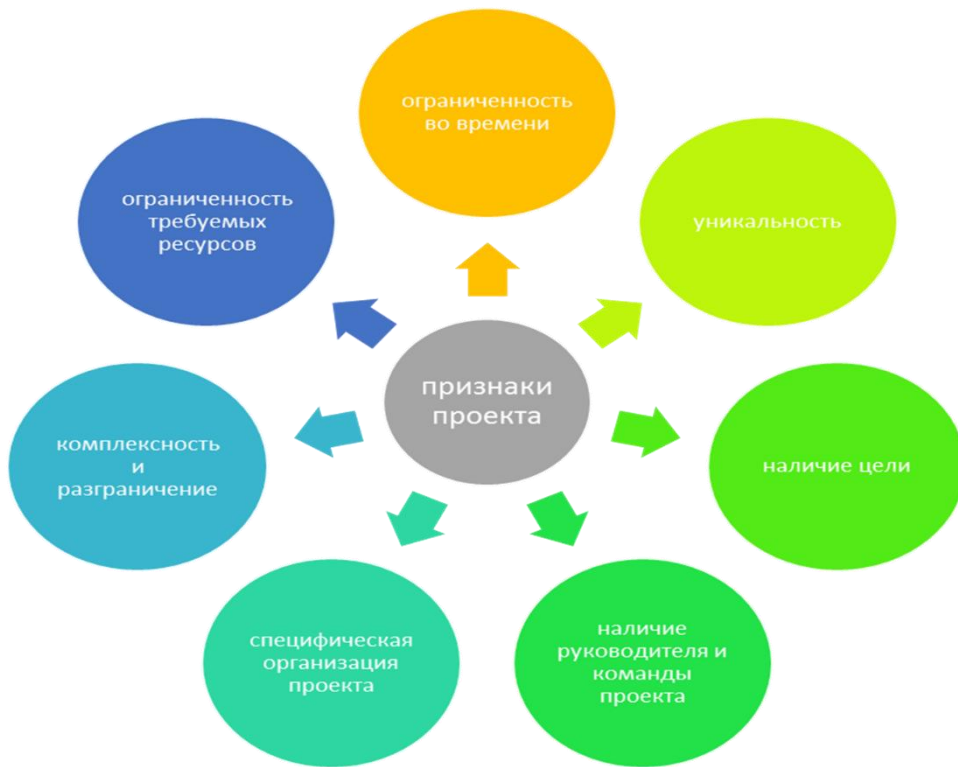 ограниченность
во времени
уникальность
наличие цели
наличие
руководителя и
команды
проекта
специфическая
организация
проекта
комплексность
и
разграничение
ограниченность
требуемых
ресурсов
признаки
проекта